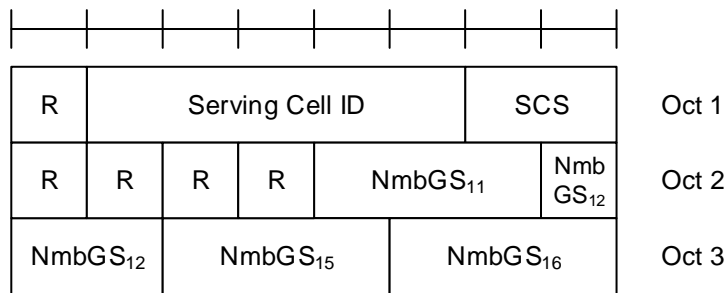 R Serving Cell ID SCS Oct 1
R R R R NmbGS₁₁ Nmb GS₁₂ Oct 2
NmbGS₁₂ NmbGS₁₅ NmbGS₁₆ Oct 3